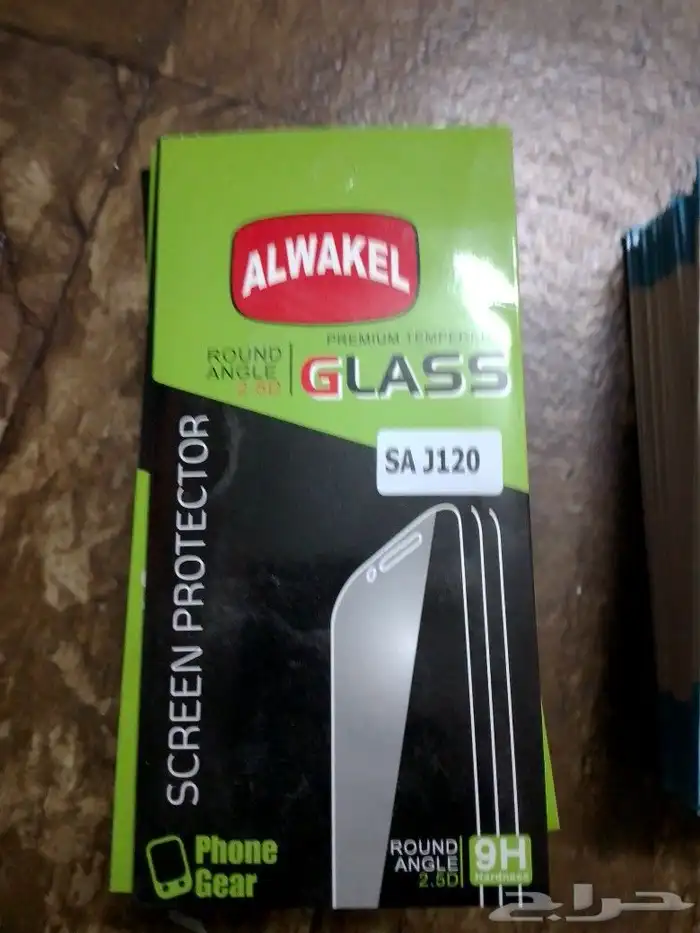 ALWAKEL
PREMIUM TEMPERED
ROUND
ANGLE
2.5D
GLASS
SA J120
SCREEN PROTECTOR
Phone
Gear
ROUND
ANGLE
2.5D
9H
Hardness
حراج